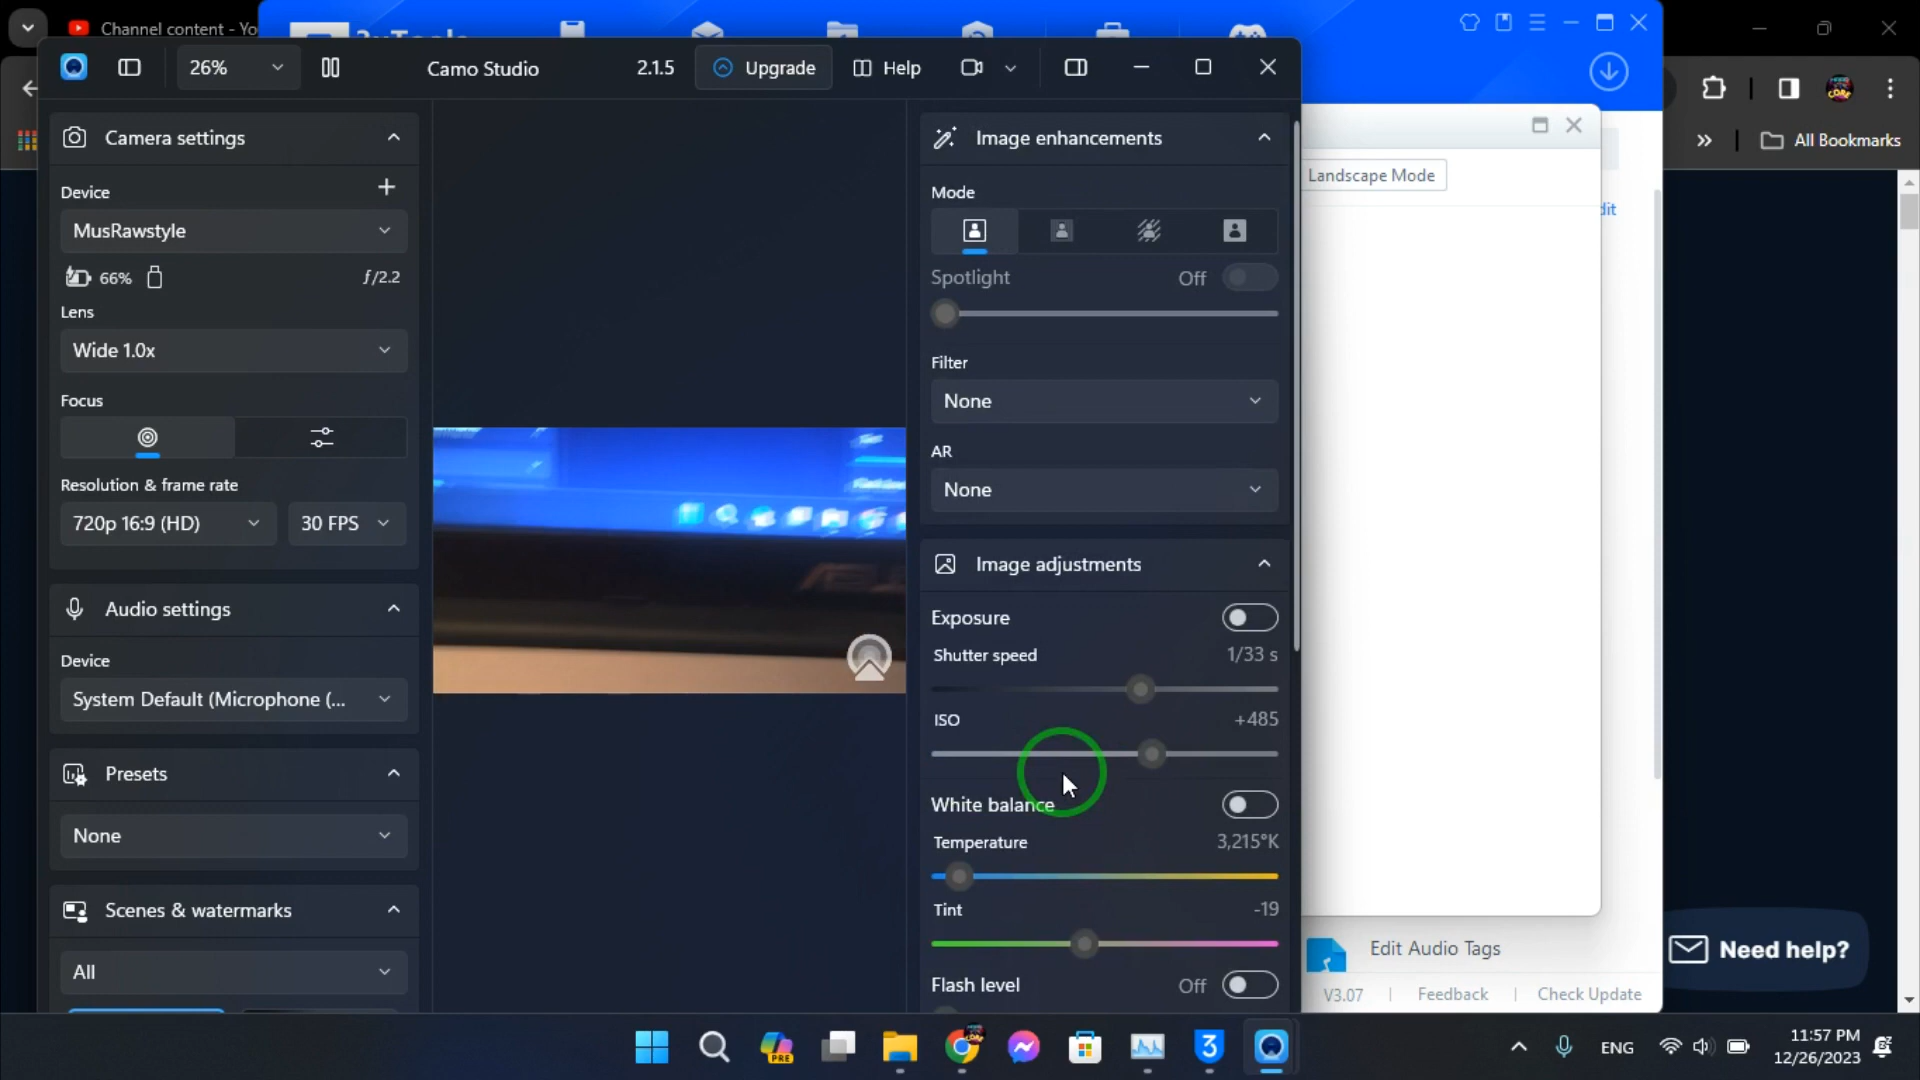 Channel content - Yo
26%
Camo Studio
2.1.5
Upgrade
Help
All Bookmarks
Camera settings
Device
MusRawstyle
66%
ƒ/2.2
Lens
Wide 1.0x
Focus
Resolution & frame rate
720p 16:9 (HD)
30 FPS
Audio settings
Device
System Default (Microphone (...
Presets
None
Scenes & watermarks
All
Image enhancements
Mode
Spotlight
Off
Filter
None
AR
None
Image adjustments
Exposure
Shutter speed
1/33 s
ISO
+485
White balance
Temperature
3,215°K
Tint
-19
Flash level
Off
Landscape Mode
dit
Edit Audio Tags
V3.07 | Feedback | Check Update
Need help?
PRE
3
ENG
11:57 PM
12/26/2023